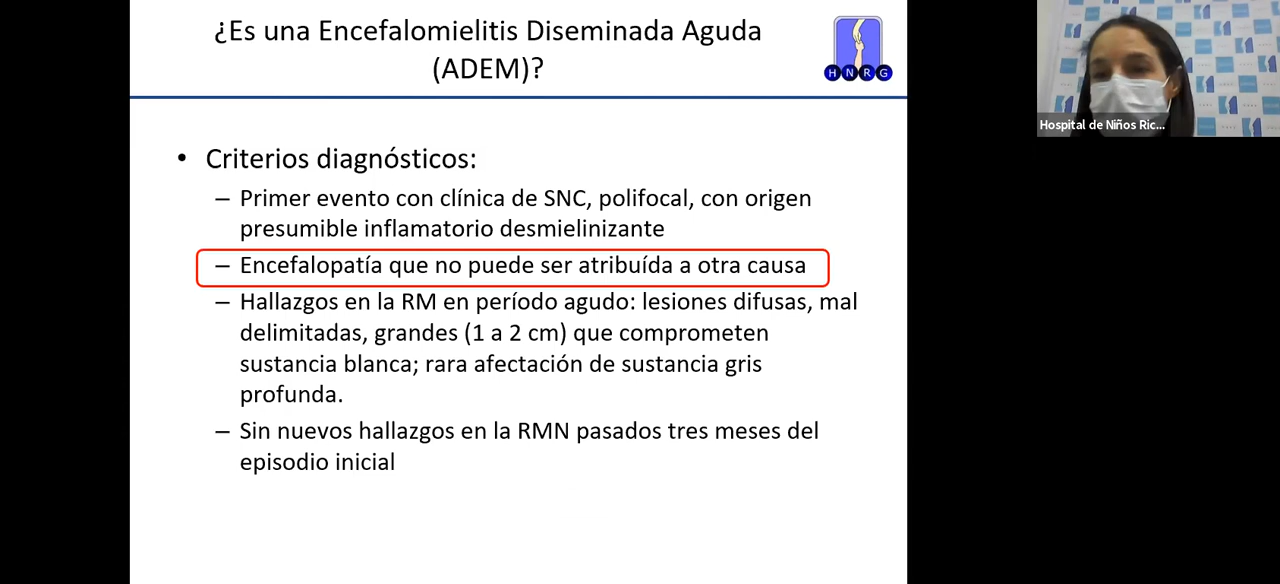 ¿Es una Encefalomielitis Diseminada Aguda
(ADEM)?
H N R G
Hospital de Niños Ric...
• Criterios diagnósticos:
– Primer evento con clínica de SNC, polifocal, con origen
presumible inflamatorio desmielinizante
– Encefalopatía que no puede ser atribuída a otra causa
– Hallazgos en la RM en período agudo: lesiones difusas, mal
delimitadas, grandes (1 a 2 cm) que comprometen
sustancia blanca; rara afectación de sustancia gris
profunda.
– Sin nuevos hallazgos en la RMN pasados tres meses del
episodio inicial